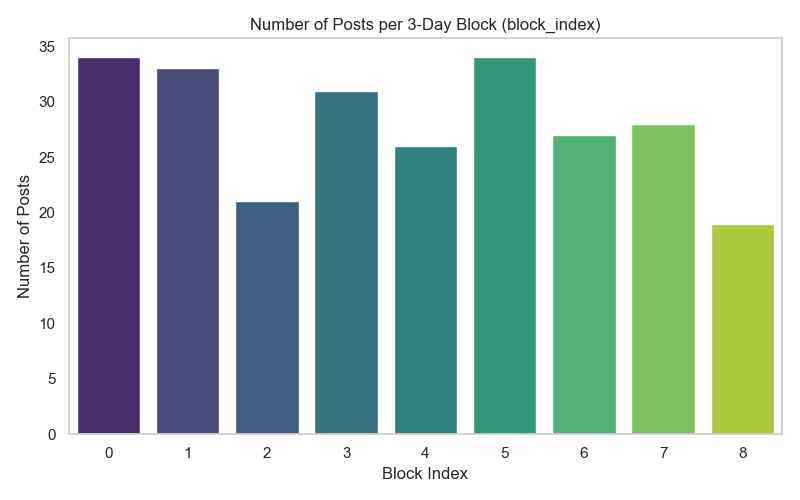 Number of Posts per 3-Day Block (block_index)
Number of Posts
35
30
25
20
15
10
5
0
0 1 2 3 4 5 6 7 8
Block Index